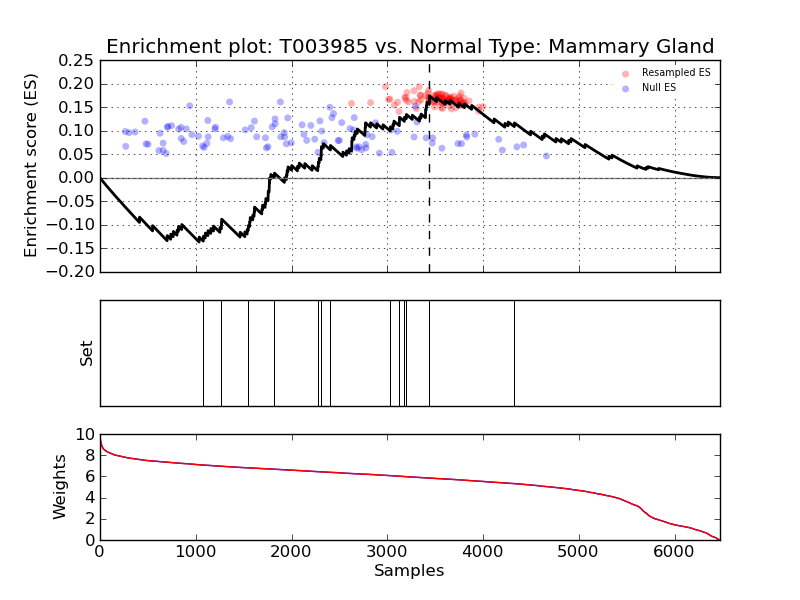 Enrichment plot: T003985 vs. Normal Type: Mammary Gland
Enrichment score (ES)
0.25
0.20
0.15
0.10
0.05
0.00
−0.05
−0.10
−0.15
−0.20
Resampled ES
Null ES
Set
Weights
10
8
6
4
2
0
0 1000 2000 3000 4000 5000 6000
Samples